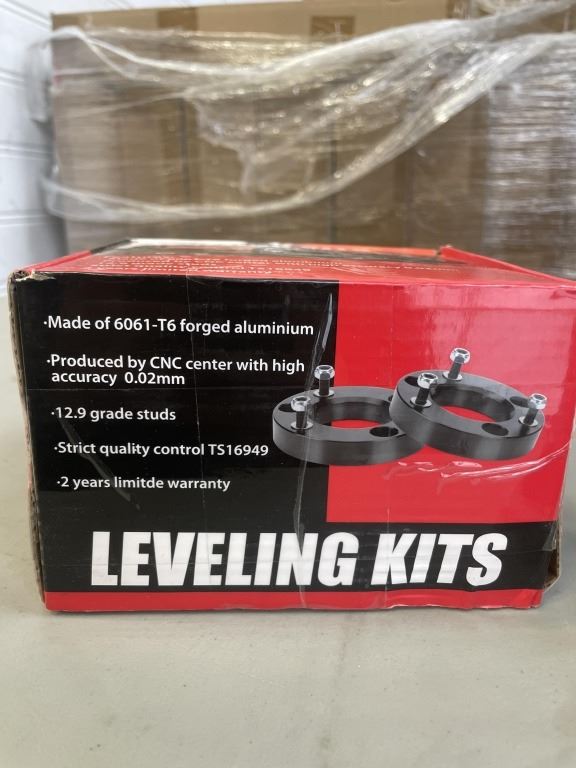 ·Made of 6061-T6 forged aluminium
·Produced by CNC center with high
accuracy 0.02mm
·12.9 grade studs
·Strict quality control TS16949
·2 years limitde warranty
LEVELING KITS